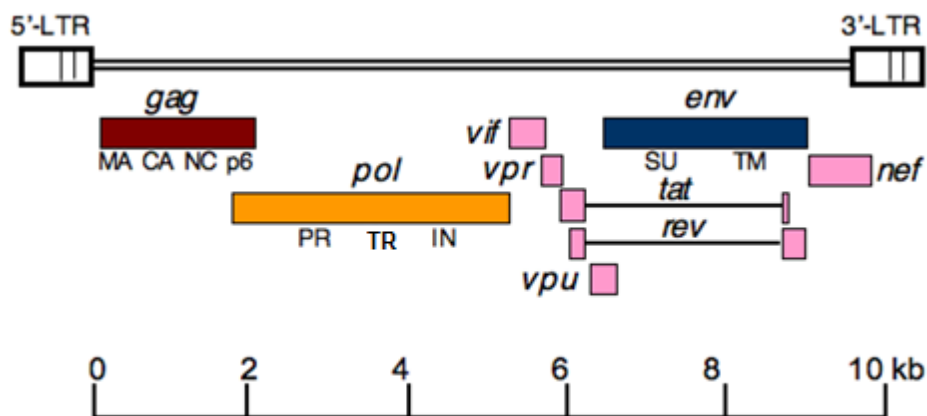 5'-LTR 3'-LTR
gag env
vif
MA CA NC p6 SU TM
pol vpr nef
tat
PR TR IN rev
vpu
0 2 4 6 8 10 kb